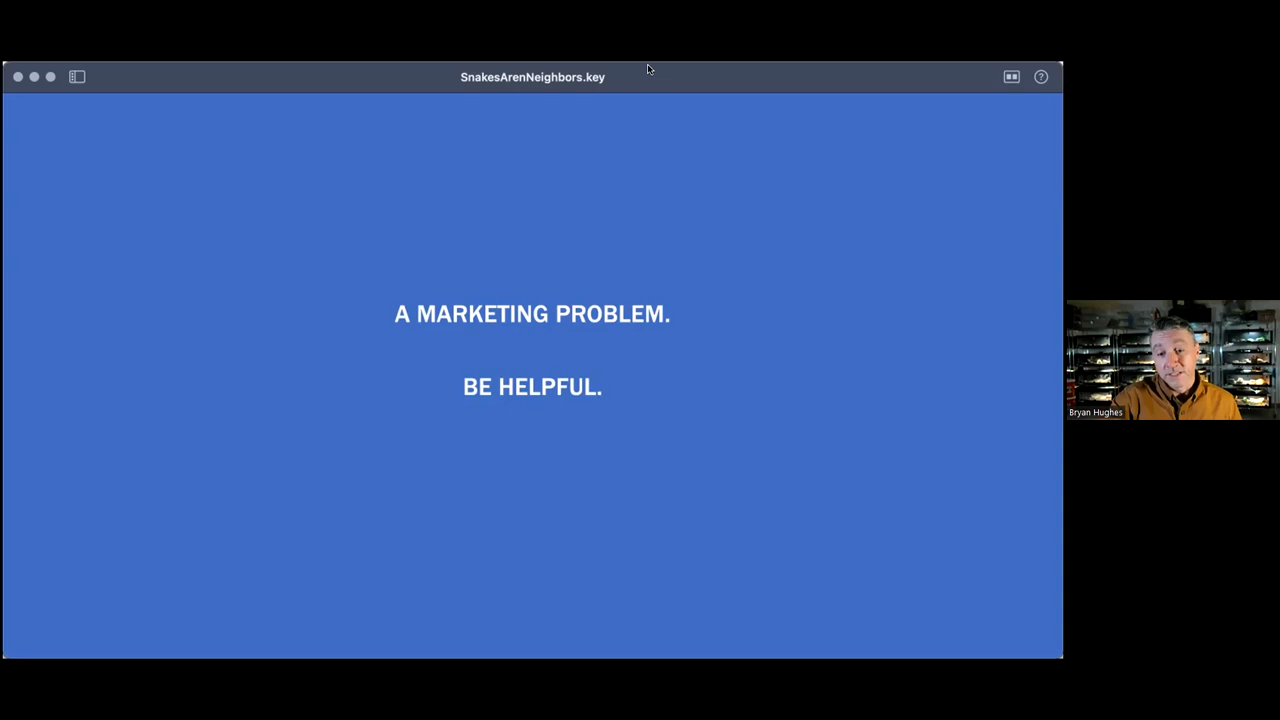 SnakesArenNeighbors.key
?
A MARKETING PROBLEM.
BE HELPFUL.
Bryan Hughes